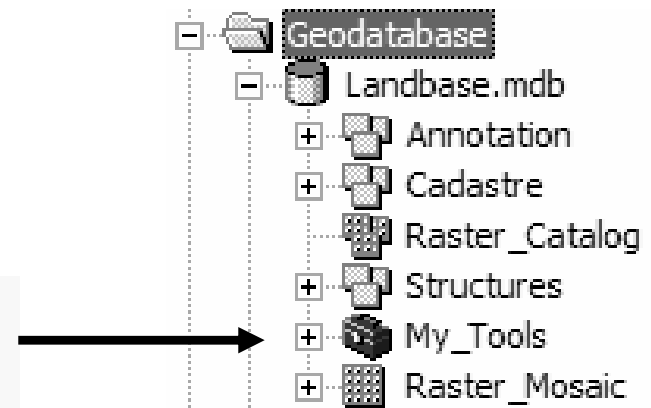 Geodatabase
Landbase.mdb
Annotation
Cadastre
Raster_Catalog
Structures
My_Tools
Raster_Mosaic